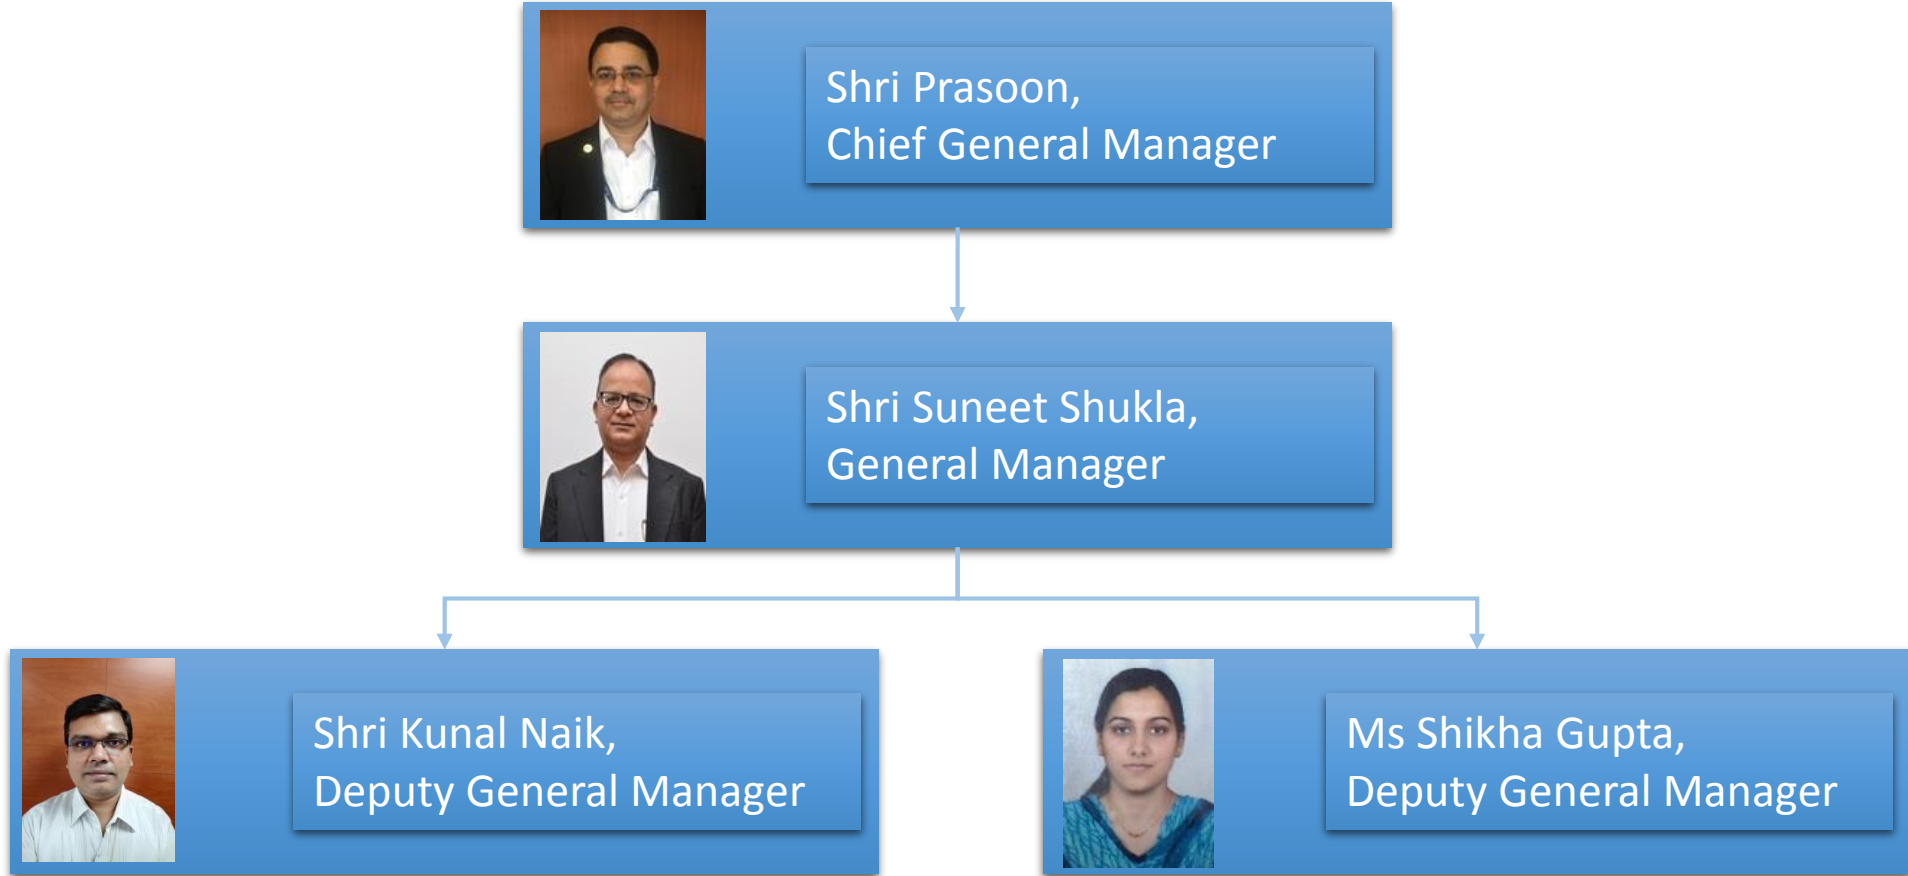 Shri Prasoon,
Chief General Manager
Shri Suneet Shukla,
General Manager
Shri Kunal Naik,
Deputy General Manager
Ms Shikha Gupta,
Deputy General Manager